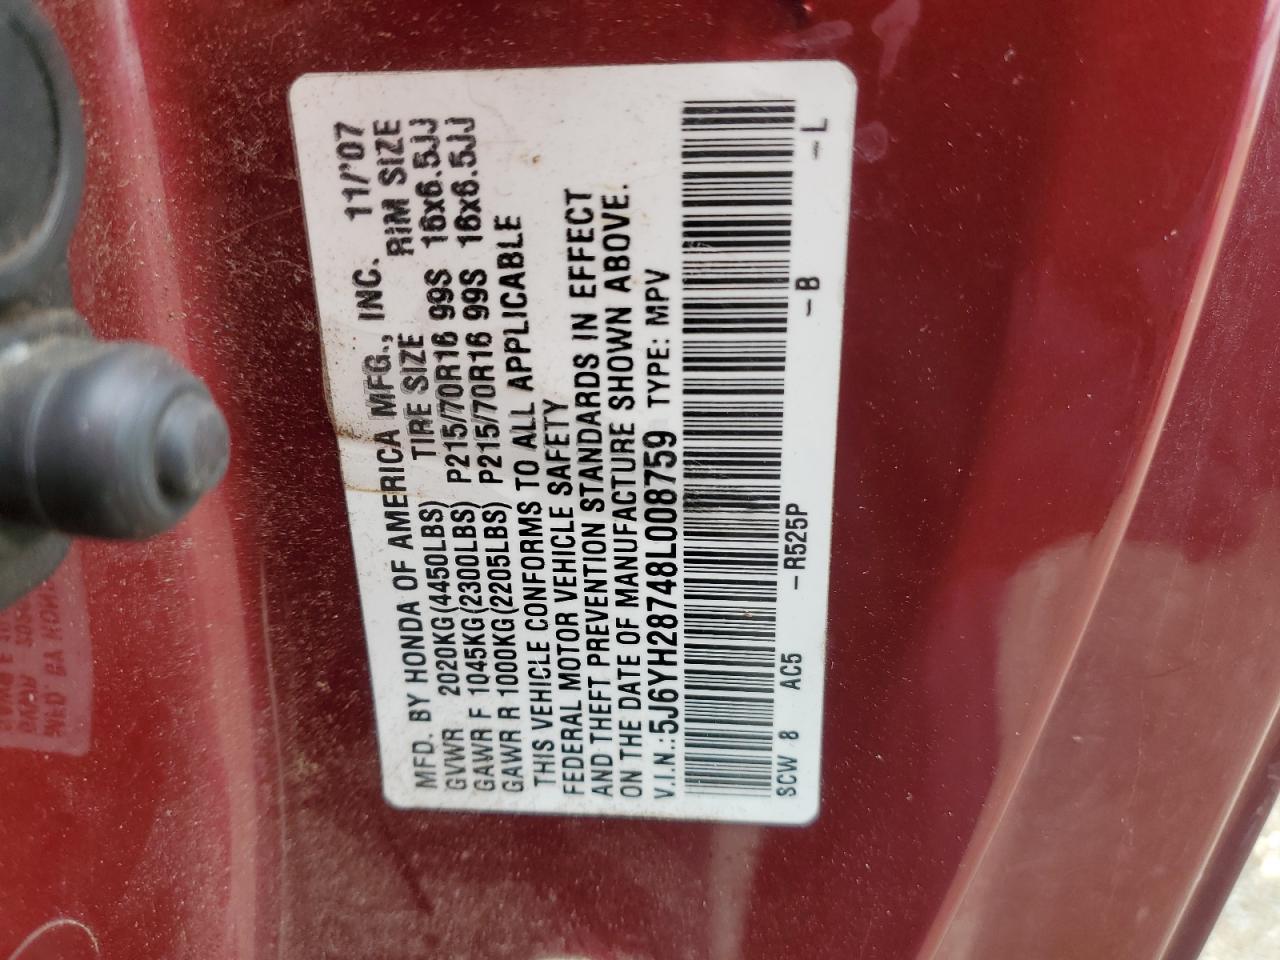 MFD. BY HONDA OF AMERICA MFG., INC. 11/'07
GVWR 2020KG(4450LBS) TIRE SIZE RIM SIZE
GAWR F 1045KG(2300LBS) P215/70R16 99S 16x6.5JJ
GAWR R 1000KG(2205LBS) P215/70R16 99S 16x6.5JJ
THIS VEHICLE CONFORMS TO ALL APPLICABLE
FEDERAL MOTOR VEHICLE SAFETY
AND THEFT PREVENTION STANDARDS IN EFFECT
ON THE DATE OF MANUFACTURE SHOWN ABOVE.
V.I.N.:5J6YH28748L008759 TYPE: MPV
SCW 8 AC5 -R525P -B -L